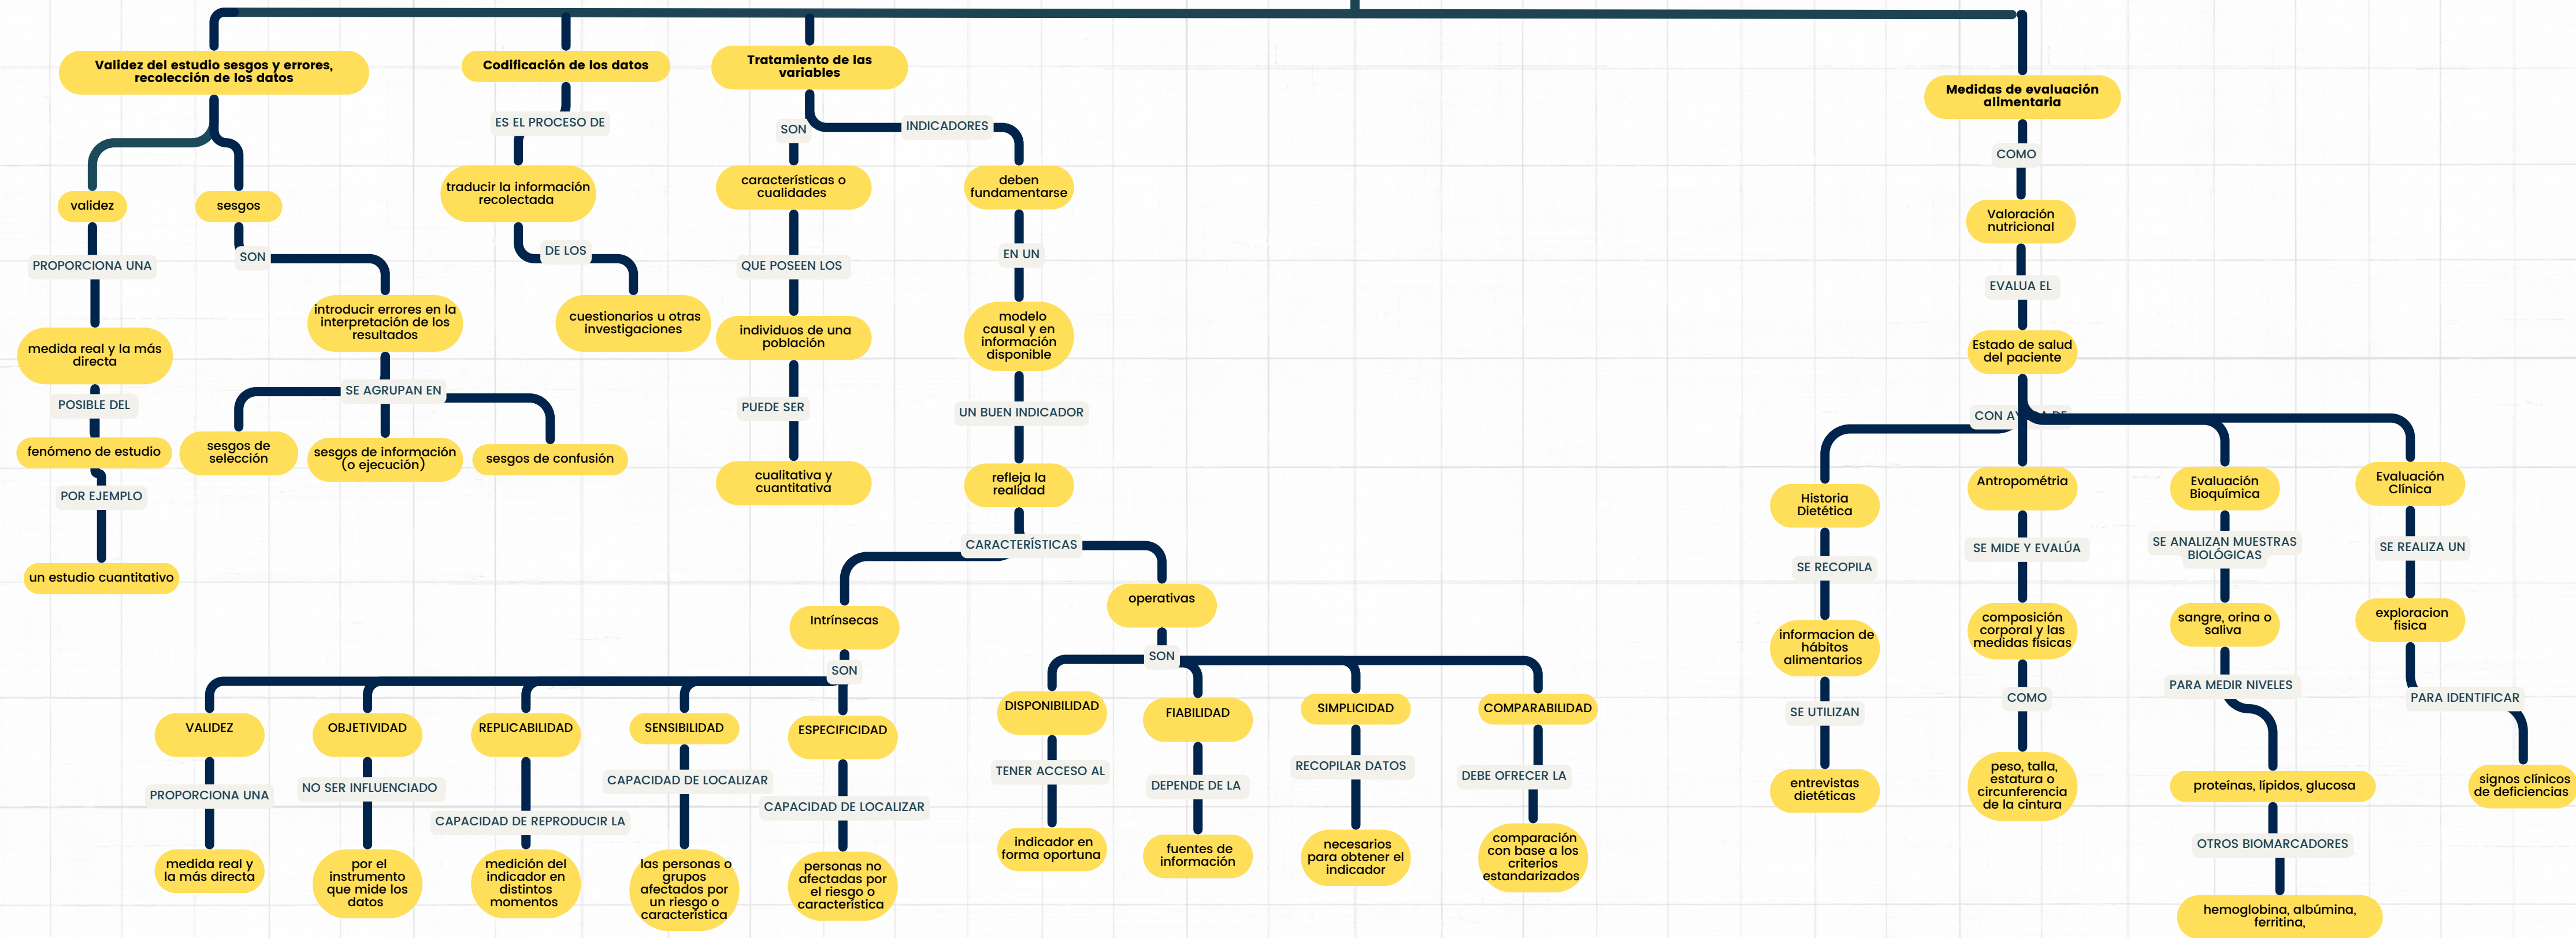 Validez del estudio sesgos y errores,
recolección de los datos
validez
sesgos
PROPORCIONA UNA
SON
medida real y la más
directa
introducir errores en la
interpretación de los
resultados
POSIBLE DEL
SE AGRUPAN EN
fenómeno de estudio
sesgos de
selección
sesgos de información
(o ejecución)
sesgos de confusión
POR EJEMPLO
un estudio cuantitativo
Codificación de los datos
ES EL PROCESO DE
traducir la información
recolectada
DE LOS
cuestionarios u otras
investigaciones
Tratamiento de las
variables
SON
INDICADORES
características o
cualidades
QUE POSEEN LOS
individuos de una
población
PUEDE SER
cualitativa y
cuantitativa
deben
fundamentarse
EN UN
modelo
causal y en
información
disponible
UN BUEN INDICADOR
refleja la
realidad
CARACTERÍSTICAS
Intrínsecas
operativas
SON
VALIDEZ
PROPORCIONA UNA
medida real y
la más directa
OBJETIVIDAD
NO SER INFLUENCIADO
por el
instrumento
que mide los
datos
REPLICABILIDAD
CAPACIDAD DE REPRODUCIR LA
medición del
indicador en
distintos
momentos
SENSIBILIDAD
CAPACIDAD DE LOCALIZAR
las personas o
grupos
afectados por
un riesgo o
característica
ESPECIFICIDAD
CAPACIDAD DE LOCALIZAR
personas no
afectadas por
el riesgo o
característica
SON
DISPONIBILIDAD
TENER ACCESO AL
indicador en
forma oportuna
FIABILIDAD
DEPENDE DE LA
fuentes de
información
SIMPLICIDAD
RECOPILAR DATOS
necesarios
para obtener el
indicador
COMPARABILIDAD
DEBE OFRECER LA
comparación
con base a los
criterios
estandarizados
Medidas de evaluación
alimentaria
COMO
Valoración
nutricional
EVALUA EL
Estado de salud
del paciente
CON DE
Historia
Dietética
SE RECOPILA
informacion de
hábitos
alimentarios
SE UTILIZAN
entrevistas
dietéticas
Antropométria
SE MIDE Y EVALÚA
composición
corporal y las
medidas físicas
COMO
peso, talla,
estatura o
circunferencia
de la cintura
Evaluación
Bioquímica
SE ANALIZAN MUESTRAS
BIOLÓGICAS
sangre, orina o
saliva
PARA MEDIR NIVELES
proteínas, lípidos, glucosa
OTROS BIOMARCADORES
hemoglobina, albúmina,
ferritina,
Evaluación
Clínica
SE REALIZA UN
exploracion
fisica
PARA IDENTIFICAR
signos clínicos
de deficiencias